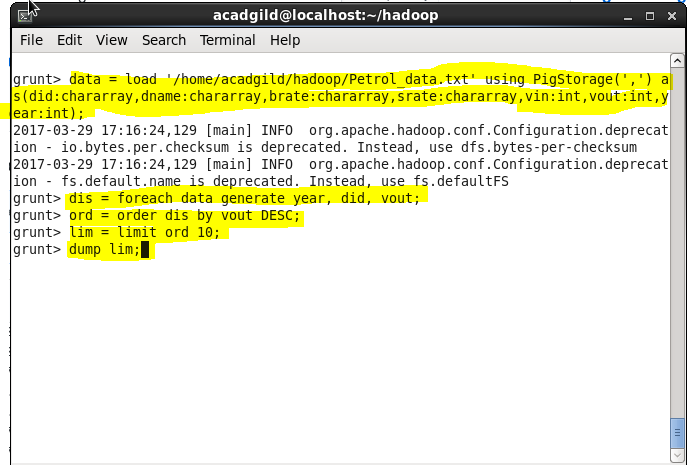 acadgild@localhost:~/hadoop
File Edit View Search Terminal Help
grunt> data = load '/home/acadgild/hadoop/Petrol_data.txt' using PigStorage(',') a
s(did:chararray,dname:chararray,brate:chararray,srate:chararray,vin:int,vout:int,y
ear:int);
2017-03-29 17:16:24,129 [main] INFO  org.apache.hadoop.conf.Configuration.deprecat
ion - io.bytes.per.checksum is deprecated. Instead, use dfs.bytes-per-checksum
2017-03-29 17:16:24,129 [main] INFO  org.apache.hadoop.conf.Configuration.deprecat
ion - fs.default.name is deprecated. Instead, use fs.defaultFS
grunt> dis = foreach data generate year, did, vout;
grunt> ord = order dis by vout DESC;
grunt> lim = limit ord 10;
grunt> dump lim;